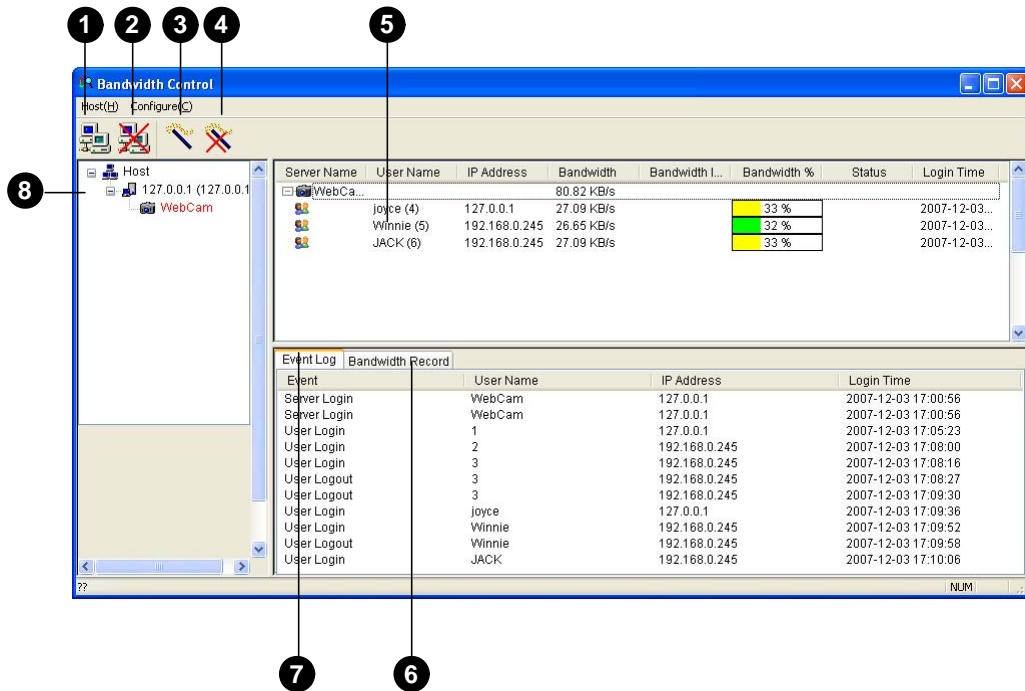 1 2 3 4 5
Bandwidth Control
Host(H) Configure(C)
8
Host
127.0.0.1 (127.0.0.1
WebCam
Server Name User Name IP Address Bandwidth Bandwidth l... Bandwidth % Status Login Time
WebCa... 80.82 KB/s
joyce (4) 127.0.0.1 27.09 KB/s 33 % 2007-12-03...
Winnie (5) 192.168.0.245 26.65 KB/s 32 % 2007-12-03...
JACK (6) 192.168.0.245 27.09 KB/s 33 % 2007-12-03...
Event Log Bandwidth Record
Event User Name IP Address Login Time
Server Login WebCam 127.0.0.1 2007-12-03 17:00:56
Server Login WebCam 127.0.0.1 2007-12-03 17:00:56
User Login 1 127.0.0.1 2007-12-03 17:05:23
User Login 2 192.168.0.245 2007-12-03 17:08:00
User Login 3 192.168.0.245 2007-12-03 17:08:16
User Logout 3 192.168.0.245 2007-12-03 17:08:27
User Logout 3 192.168.0.245 2007-12-03 17:09:30
User Login joyce 127.0.0.1 2007-12-03 17:09:36
User Login Winnie 192.168.0.245 2007-12-03 17:09:52
User Logout Winnie 192.168.0.245 2007-12-03 17:09:58
User Login JACK 192.168.0.245 2007-12-03 17:10:06
?? NUM
7 6